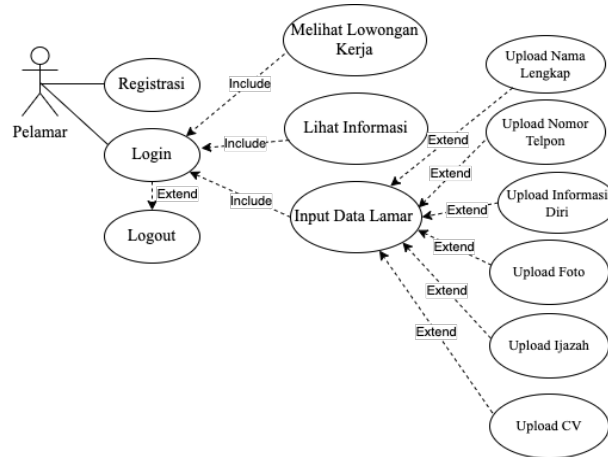 Pelamar
Registrasi
Login
Extend
Logout
Include
Include
Include
Melihat Lowongan
Kerja
Lihat Informasi
Input Data Lamar
Extend
Extend
Extend
Extend
Extend
Extend
Upload Nama
Lengkap
Upload Nomor
Telpon
Upload Informasi
Diri
Upload Foto
Upload Ijazah
Upload CV